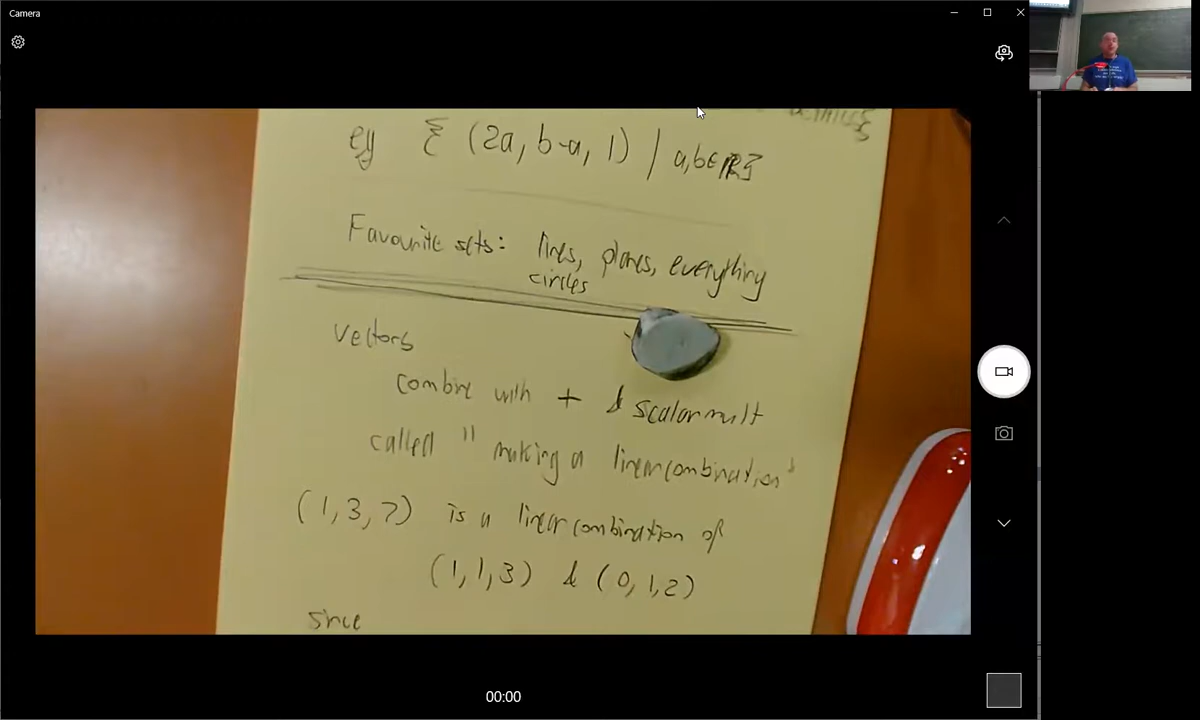 Camera
eg { (2a, b-a, 1) | a,b∈ℝ}
Favourite sets: lines, planes, everything
circles
vectors
combine with + & scalar mult
called "making a linear combination"
(1,3,7) is a linear combination of
(1,1,3) & (0,1,2)
since
00:00